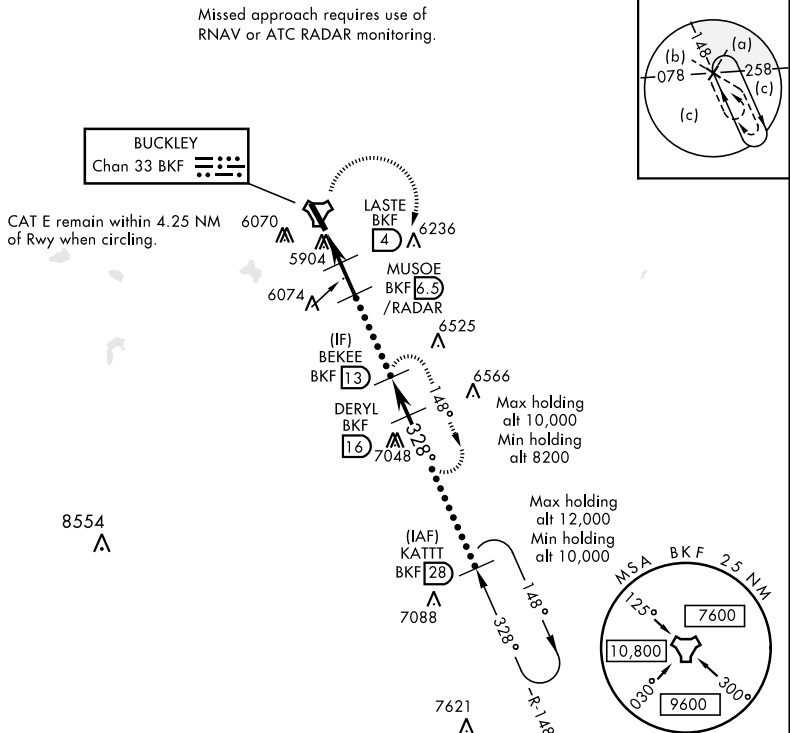 Missed approach requires use of
RNAV or ATC RADAR monitoring.
148
(a)
(b)
078
258
(c)
(c)
BUCKLEY
Chan 33 BKF
CAT E remain within 4.25 NM
of Rwy when circling.
6070
5904
LASTE
BKF
4
6236
6074
MUSOE
BKF 6.5
/RADAR
6525
(IF)
BEKEE
BKF 13
6566
148°
DERYL
BKF
16
7048
328°
Max holding
alt 10,000
Min holding
alt 8200
8554
Max holding
alt 12,000
Min holding
alt 10,000
(IAF)
KATTT
BKF 28
7088
148°
328°
R-148
7621
MSA BKF 25 NM
125°
7600
10,800
030°
300°
9600